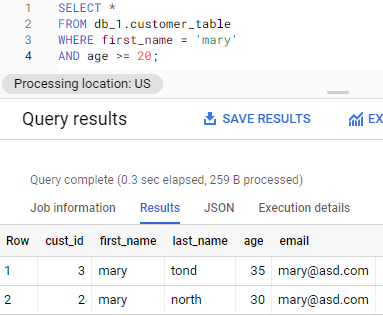 1 SELECT *
2 FROM db_1.customer_table
3 WHERE first_name = 'mary'
4 AND age >= 20;
Processing location: US
Query results SAVE RESULTS EX
Query complete (0.3 sec elapsed, 259 B processed)
Job information Results JSON Execution details
Row cust_id first_name last_name age email
1 3 mary tond 35 mary@asd.com
2 2 mary north 30 mary@asd.com